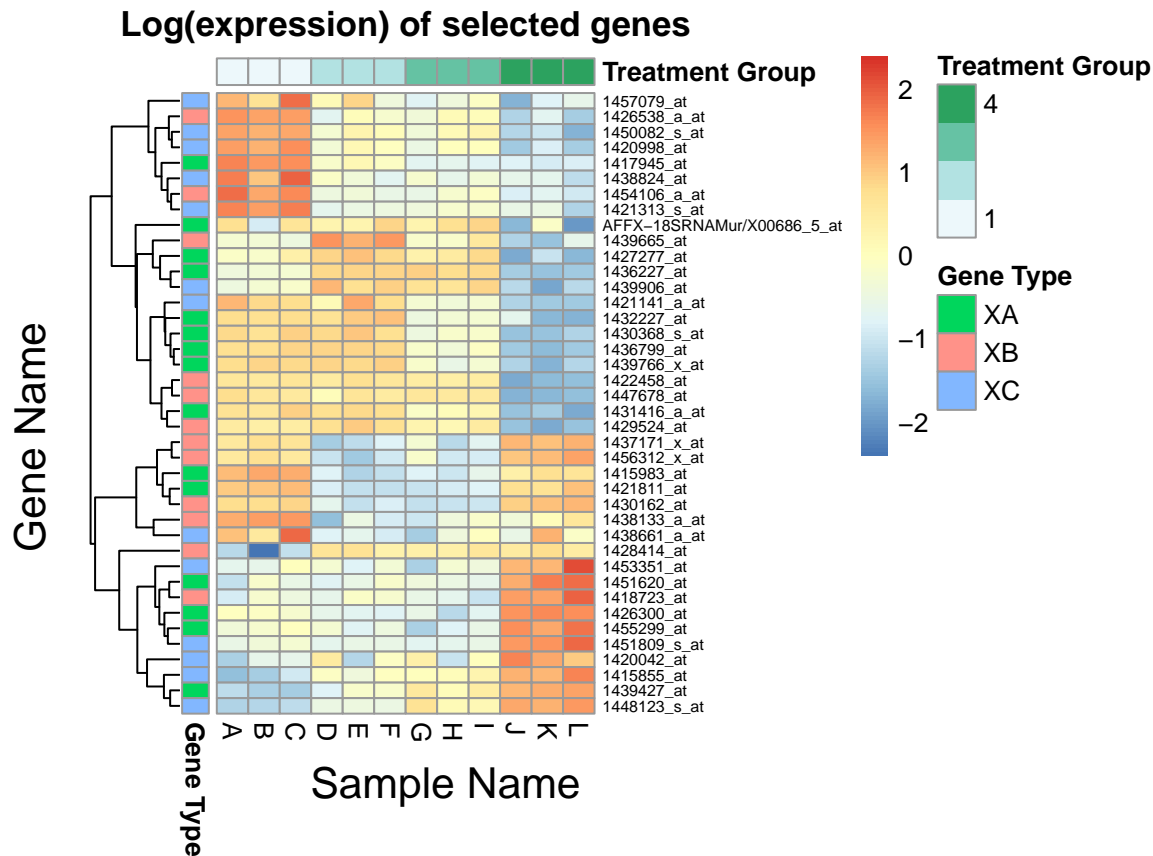 Log(expression) of selected genes
Treatment Group
1457079_at
1426538_a_at
1450082_s_at
1420998_at
1417945_at
1438824_at
1454106_a_at
1421313_s_at
AFFX−18SRNAMur/X00686_5_at
1439665_at
1427277_at
1436227_at
1439906_at
1421141_a_at
1432227_at
1430368_s_at
1436799_at
1439766_x_at
1422458_at
1447678_at
1431416_a_at
1429524_at
1437171_x_at
1456312_x_at
1415983_at
1421811_at
1430162_at
1438133_a_at
1438661_a_at
1428414_at
1453351_at
1451620_at
1418723_at
1426300_at
1455299_at
1451809_s_at
1420042_at
1415855_at
1439427_at
1448123_s_at
Gene Name
Gene Type
A B C D E F G H I J K L
Sample Name
2
1
0
−1
−2
Treatment Group
4
1
Gene Type
XA
XB
XC